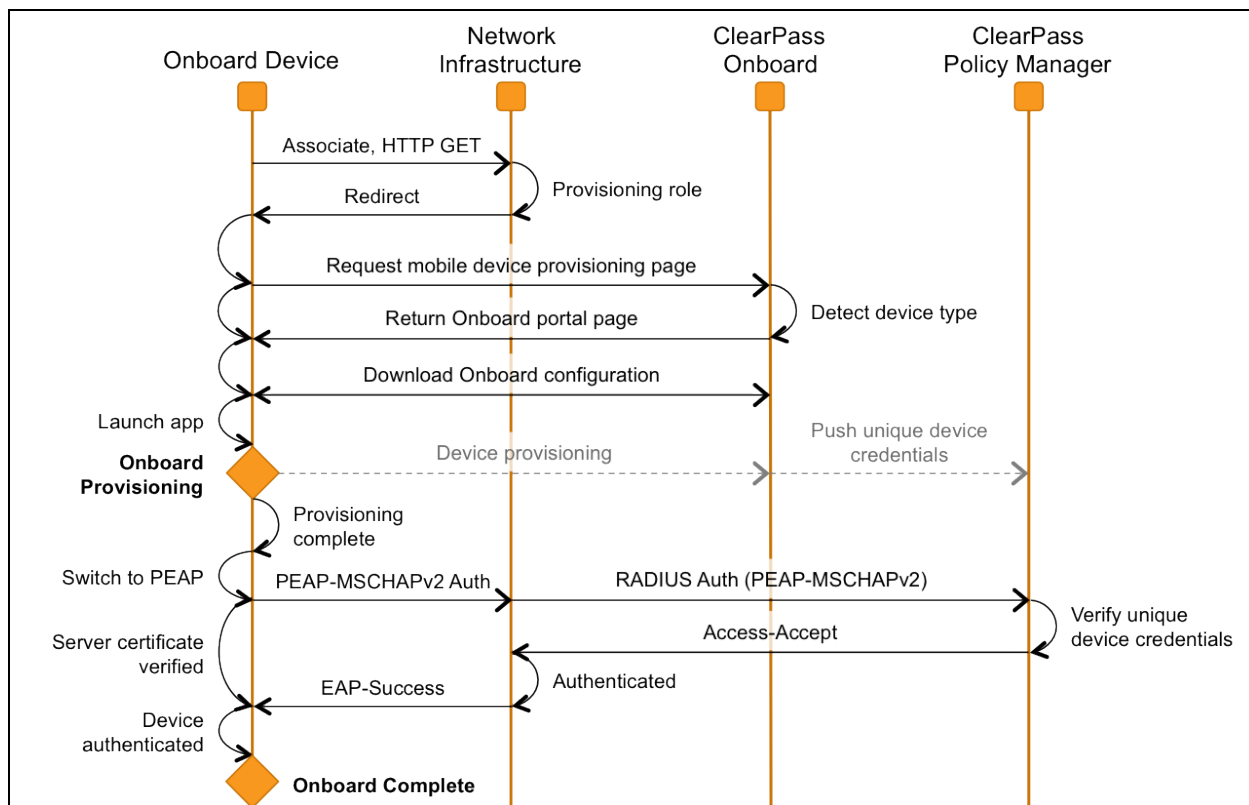 Onboard Device
Network
Infrastructure
ClearPass
Onboard
ClearPass
Policy Manager
Associate, HTTP GET
Provisioning role
Redirect
Request mobile device provisioning page
Detect device type
Return Onboard portal page
Download Onboard configuration
Launch app
Onboard
Provisioning
Device provisioning
Push unique device
credentials
Provisioning
complete
Switch to PEAP
PEAP-MSCHAPv2 Auth
RADIUS Auth (PEAP-MSCHAPv2)
Verify unique
device credentials
Server certificate
verified
Access-Accept
Authenticated
EAP-Success
Device
authenticated
Onboard Complete